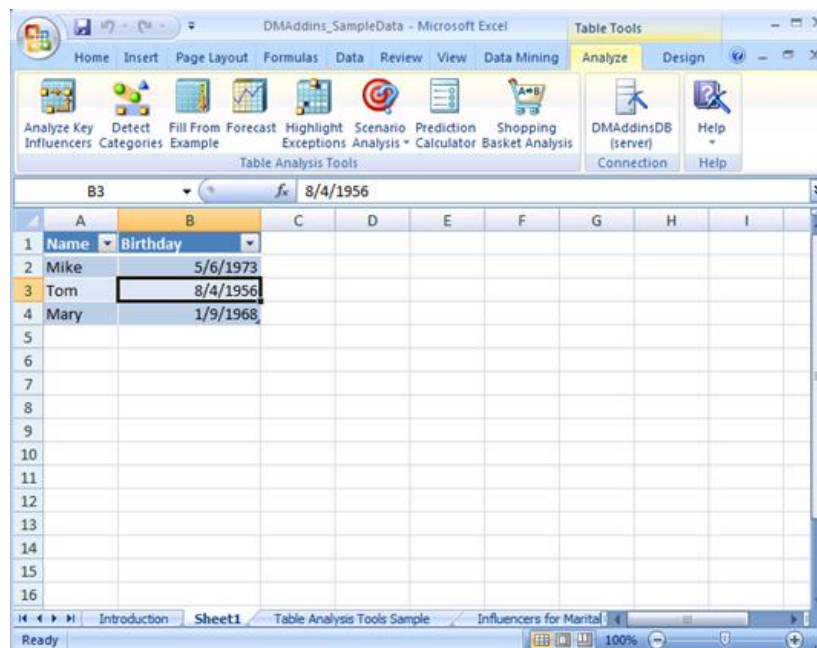 DMAddins_SampleData - Microsoft Excel Table Tools
Home Insert Page Layout Formulas Data Review View Data Mining Analyze Design
Analyze Key Influencers
Detect Categories
Fill From Example
Forecast
Highlight Exceptions
Scenario Analysis
Prediction Calculator
Shopping Basket Analysis
DMAddinsDB (server)
Help
Table Analysis Tools Connection Help
B3 fx 8/4/1956
A B C D E F G H I
1 Name Birthday
2 Mike 5/6/1973
3 Tom 8/4/1956
4 Mary 1/9/1968
5
6
7
8
9
10
11
12
13
14
15
16
Introduction Sheet1 Table Analysis Tools Sample Influencers for Marital
Ready 100%